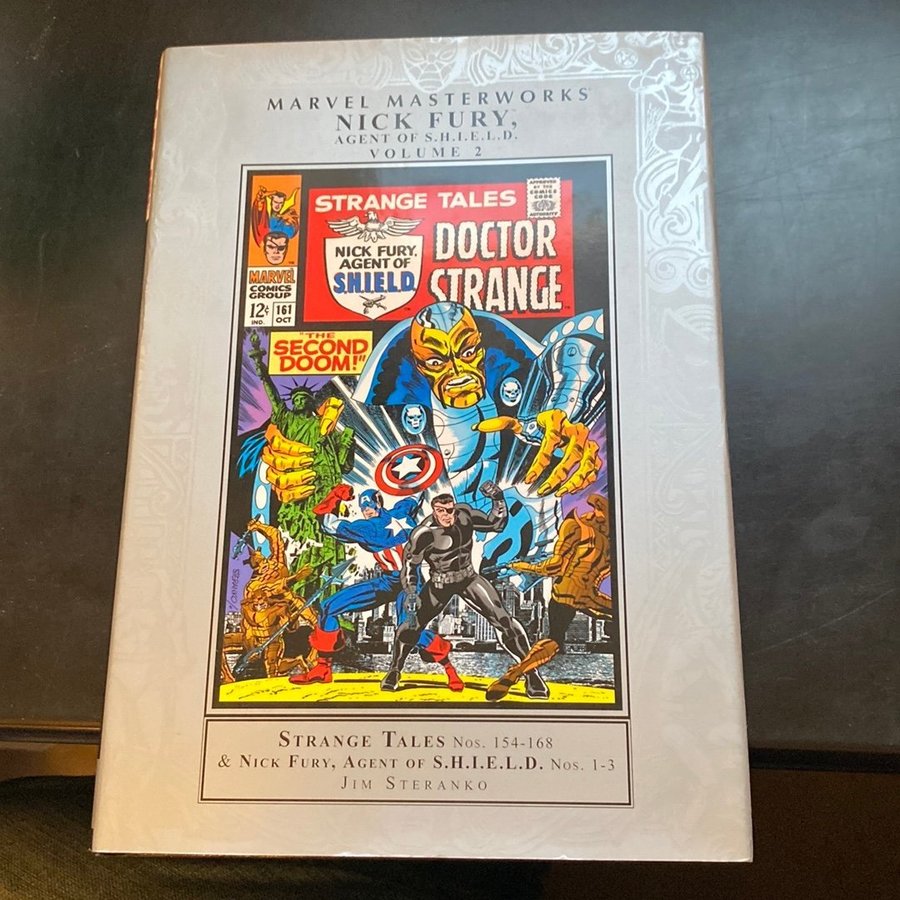 MARVEL MASTERWORKS
NICK FURY,
AGENT OF S.H.I.E.L.D.
VOLUME 2
STRANGE TALES
APPROVED
BY THE
COMICS
CODE
AUTHORITY
NICK FURY,
AGENT OF
S.H.I.E.L.D.
DOCTOR
STRANGE
MARVEL
COMICS
GROUP
12¢
IND.
161
OCT
"THE
SECOND
DOOM!"
STRANGE TALES NOS. 154-168
& NICK FURY, AGENT OF S.H.I.E.L.D. NOS. 1-3
JIM STERANKO